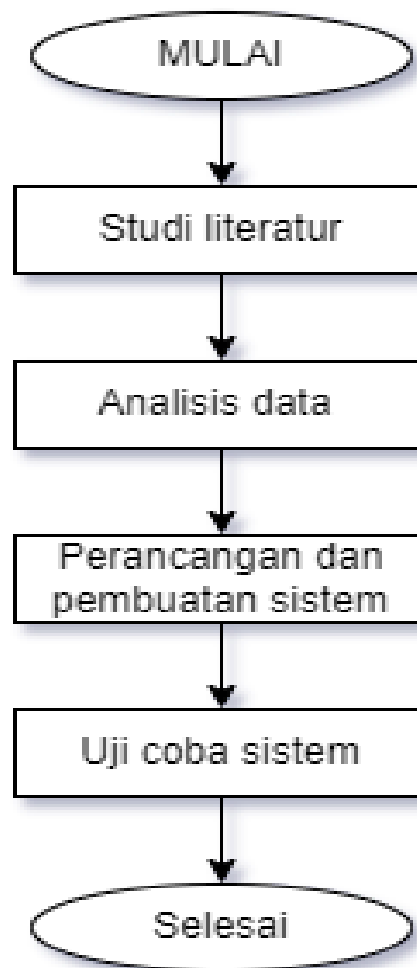 MULAI
Studi literatur
Analisis data
Perancangan dan
pembuatan sistem
Uji coba sistem
Selesai